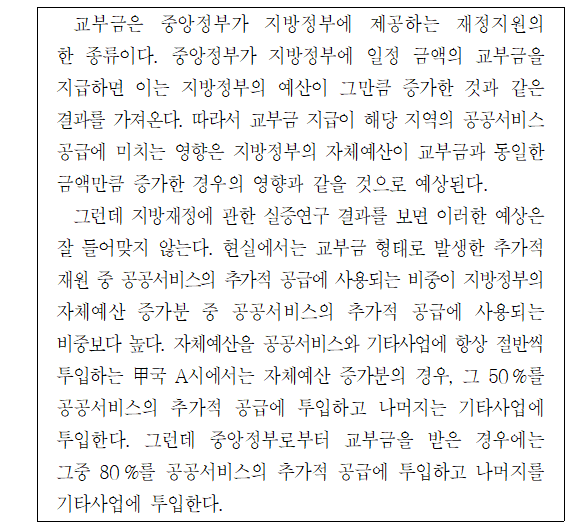 교부금은 중앙정부가 지방정부에 제공하는 재정지원의
한 종류이다. 중앙정부가 지방정부에 일정 금액의 교부금을
지급하면 이는 지방정부의 예산이 그만큼 증가한 것과 같은
결과를 가져온다. 따라서 교부금 지급이 해당 지역의 공공서비스
공급에 미치는 영향은 지방정부의 자체예산이 교부금과 동일한
금액만큼 증가한 경우의 영향과 같을 것으로 예상된다.
그런데 지방재정에 관한 실증연구 결과를 보면 이러한 예상은
잘 들어맞지 않는다. 현실에서는 교부금 형태로 발생한 추가적
재원 중 공공서비스의 추가적 공급에 사용되는 비중이 지방정부의
자체예산 증가분 중 공공서비스의 추가적 공급에 사용되는
비중보다 높다. 자체예산을 공공서비스와 기타사업에 항상 절반씩
투입하는 甲국 A시에서는 자체예산 증가분의 경우, 그 50 %를
공공서비스의 추가적 공급에 투입하고 나머지는 기타사업에
투입한다. 그런데 중앙정부로부터 교부금을 받은 경우에는
그중 80 %를 공공서비스의 추가적 공급에 투입하고 나머지를
기타사업에 투입한다.